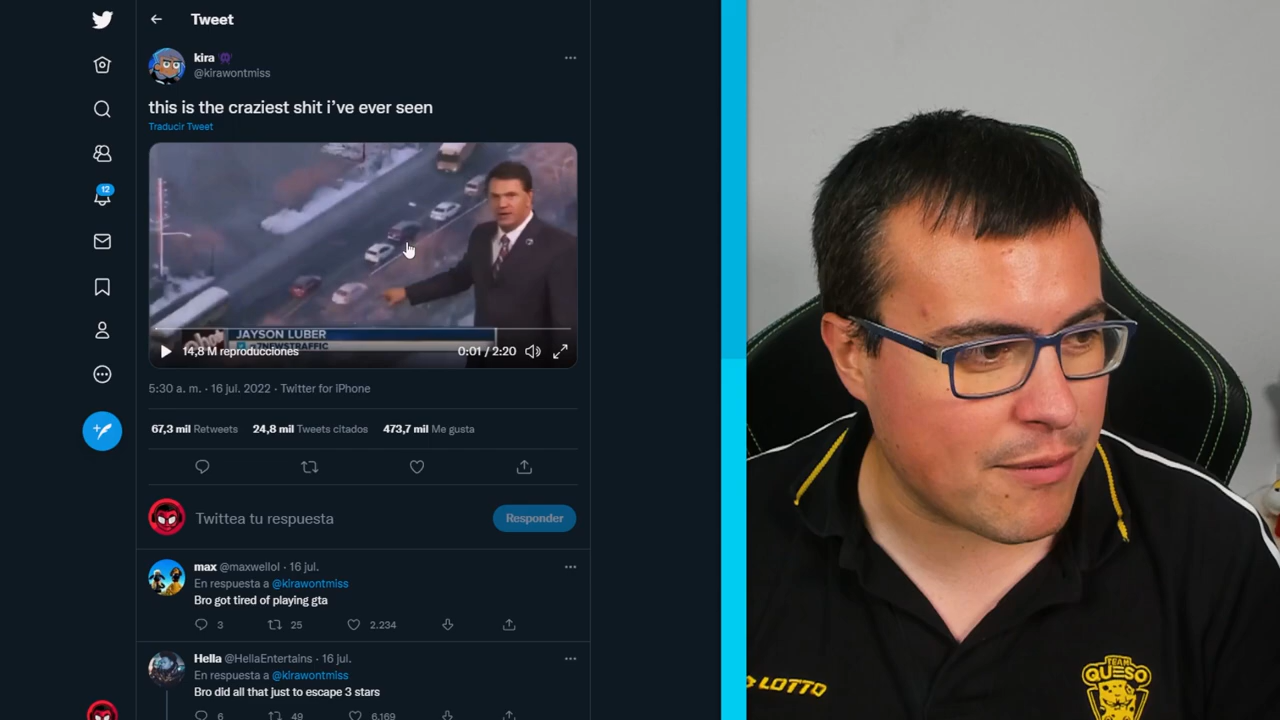 Tweet
kira
@kirawontmiss
this is the craziest shit i've ever seen
Traducir Tweet
12
JAYSON LUBER
7NEWSTRAFFIC
14,8 M reproducciones
0:01 / 2:20
5:30 a. m. · 16 jul. 2022 · Twitter for iPhone
67,3 mil Retweets 24,8 mil Tweets citados 473,7 mil Me gusta
Twittea tu respuesta
Responder
max @maxwellol · 16 jul.
En respuesta a @kirawontmiss
Bro got tired of playing gta
3 25 2.234
Hella @HellaEntertains · 16 jul.
En respuesta a @kirawontmiss
Bro did all that just to escape 3 stars
6 49 6.169
LOTTO
TEAM
QUESO